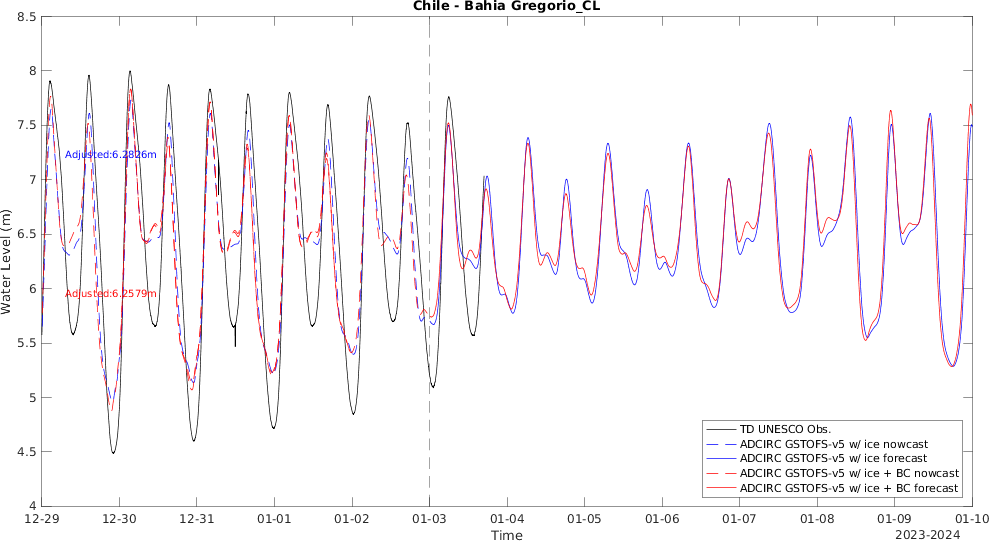 Chile - Bahia Gregorio_CL
8.5
8
7.5
7
6.5
6
5.5
5
4.5
4
Water Level (m)
Adjusted:6.2826m
Adjusted:6.2579m
TD UNESCO Obs.
ADCIRC GSTOFS-v5 w/ ice nowcast
ADCIRC GSTOFS-v5 w/ ice forecast
ADCIRC GSTOFS-v5 w/ ice + BC nowcast
ADCIRC GSTOFS-v5 w/ ice + BC forecast
12-29 12-30 12-31 01-01 01-02 01-03 01-04 01-05 01-06 01-07 01-08 01-09 01-10
Time
2023-2024